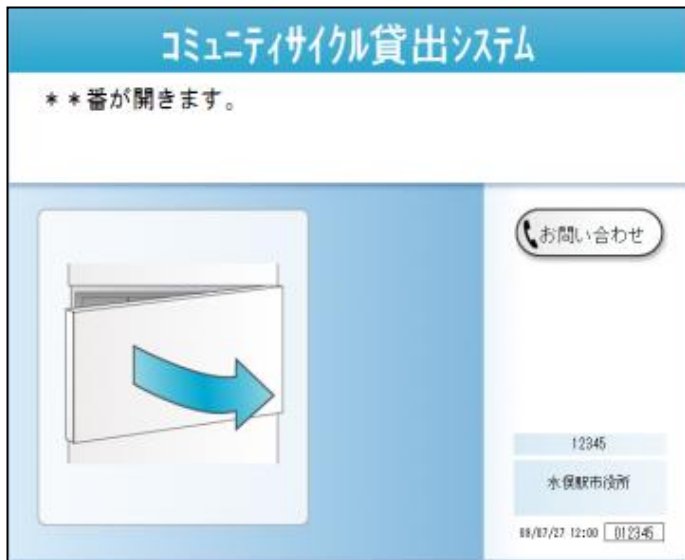 コミュニティサイクル貸出システム
＊＊番が開きます。
お問い合わせ
12345
水俣駅市役所
08/07/27 12:00 012345